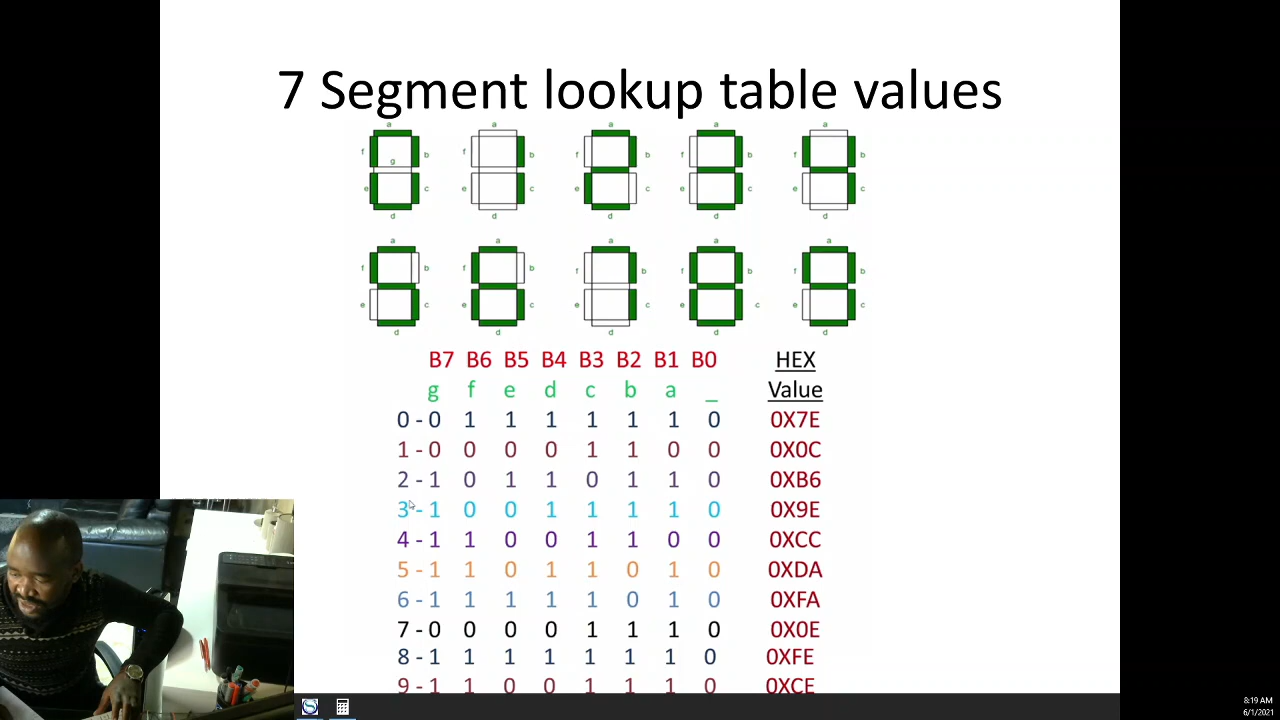 7 Segment lookup table values
a a a a a
f b f b f b f b f b
g
e c e c e c e c e c
d d d d d
a a a a a
f b f b f b f b f b
e c e c e c e c e c
d d d d d
B7 B6 B5 B4 B3 B2 B1 B0 HEX
g f e d c b a _ Value
0 - 0 1 1 1 1 1 1 0 0X7E
1 - 0 0 0 0 1 1 0 0 0X0C
2 - 1 0 1 1 0 1 1 0 0XB6
3 - 1 0 0 1 1 1 1 0 0X9E
4 - 1 1 0 0 1 1 0 0 0XCC
5 - 1 1 0 1 1 0 1 0 0XDA
6 - 1 1 1 1 1 0 1 0 0XFA
7 - 0 0 0 0 1 1 1 0 0X0E
8 - 1 1 1 1 1 1 1 0 0XFE
9 - 1 1 0 0 1 1 1 0 0XCE
8:19 AM
6/1/2021